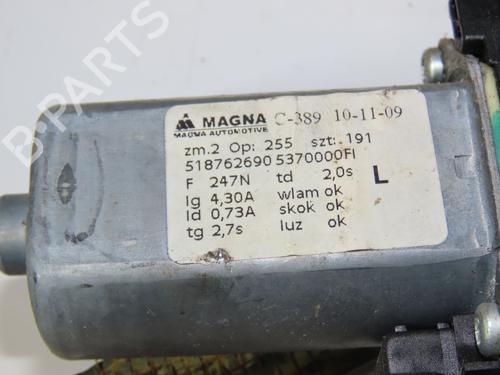 MAGNA C-389 10-11-09
MAGNA AUTOMOTIVE
zm.2 Op: 255 szt: 191
518762690 5370000FI
F 247N td 2,0s L
Ig 4,30A wlam ok
Id 0,73A skok ok
tg 2,7s luz ok
B-PARTS